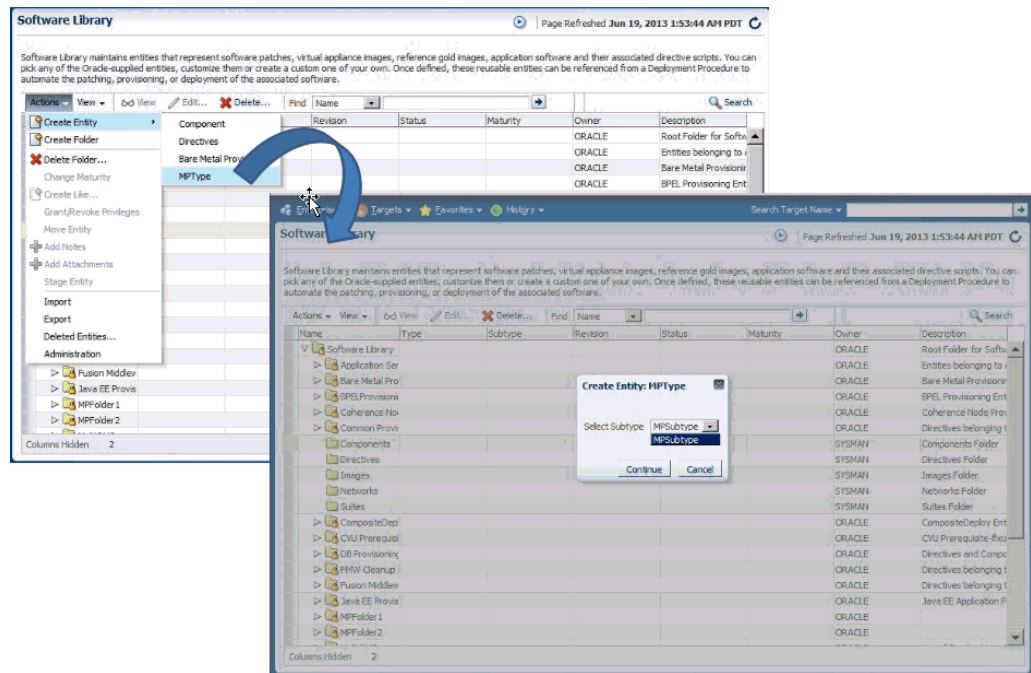 Software Library
Page Refreshed Jun 19, 2013 1:53:44 AM PDT
Software Library maintains entities that represent software patches, virtual appliance images, reference gold images, application software and their associated directive scripts. You can
pick any of the Oracle-supplied entities, customize them or create a custom one of your own. Once defined, these reusable entities can be referenced from a Deployment Procedure to
automate the patching, provisioning, or deployment of the associated software.
Actions View View Edit... Delete... Find Name Search
Revision Status Maturity Owner Description
Create Entity
Create Folder
Delete Folder...
Change Maturity
Create Like...
Grant/Revoke Privileges
Move Entity
Add Notes
Add Attachments
Stage Entity
Import
Export
Deleted Entities...
Administration
Component
Directives
Bare Metal
MPType
ORACLE Root Folder for Softw
ORACLE Entities belonging to
ORACLE Bare Metal Provisionin
ORACLE BPEL Provisioning Ent
Fusion Middlew
Java EE Provis
MPFolder1
MPFolder2
Columns Hidden 2
Targets Favorites History Search Target Name
Software Library
Page Refreshed Jun 19, 2013 1:53:44 AM PDT
Software Library maintains entities that represent software patches, virtual appliance images, reference gold images, application software and their associated directive scripts. You can
pick any of the Oracle-supplied entities, customize them or create a custom one of your own. Once defined, these reusable entities can be referenced from a Deployment Procedure to
automate the patching, provisioning, or deployment of the associated software.
Actions View View Edit... Delete... Find Name Search
Name Type Subtype Revision Status Maturity Owner Description
Software Library ORACLE Root Folder for Softw
Application Ser ORACLE Entities belonging to
Bare Metal Pro ORACLE Bare Metal Provisionin
BPELProvisioni ORACLE BPEL Provisioning Ent
Coherence Nod ORACLE Coherence Node Prov
Common Provi ORACLE Directives belonging t
Components SYSMAN Components Folder
Directives SYSMAN Directives Folder
Images SYSMAN Images Folder
Networks SYSMAN Networks Folder
Suites SYSMAN Suites Folder
CompositeDep ORACLE CompositeDeploy Ent
CVU Prerequisi ORACLE CVU Prerequisite-fixu
DB Provisioning ORACLE Directives and Compo
FMW Cleanup ORACLE Directives belonging t
Fusion Middlew ORACLE Directives belonging t
Java EE Provis ORACLE Java EE Application P
MPFolder1 ORACLE
MPFolder2 ORACLE
Columns Hidden 2
Create Entity: MPType
Select Subtype MPSubtype
MPSubtype
Continue Cancel